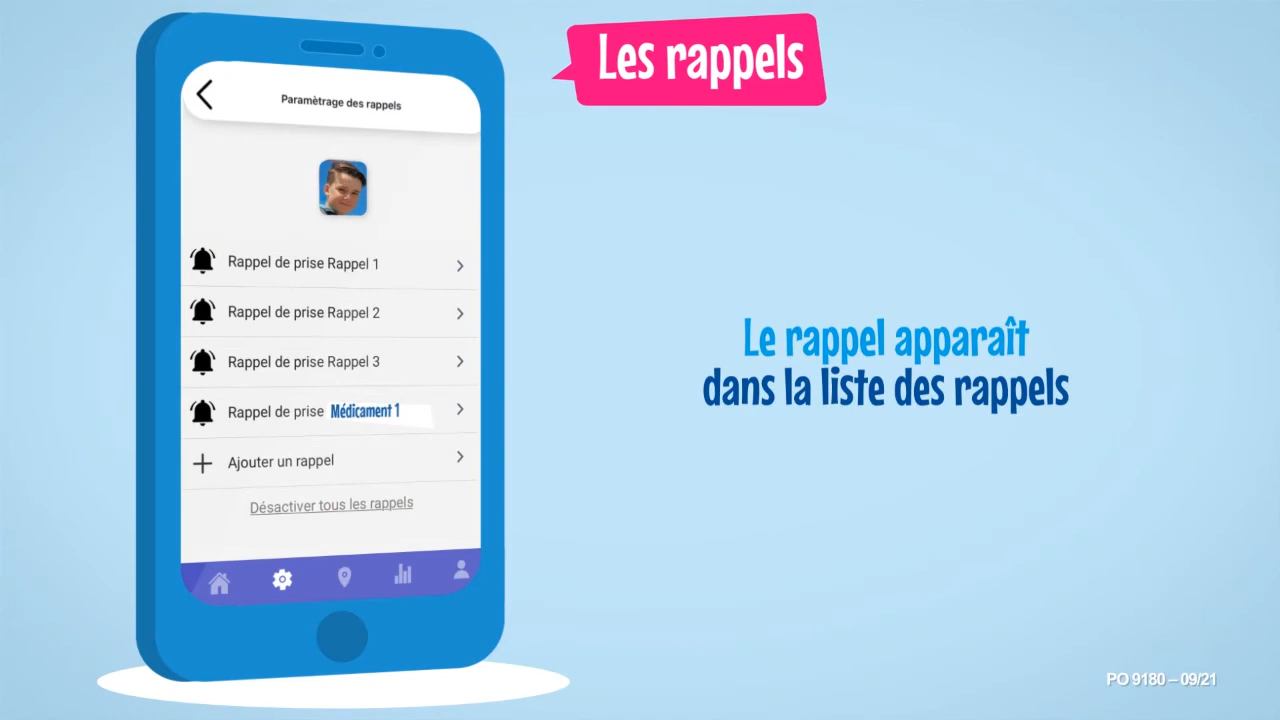 Les rappels
Paramètrage des rappels
Rappel de prise Rappel 1
Rappel de prise Rappel 2
Rappel de prise Rappel 3
Rappel de prise Médicament 1
Ajouter un rappel
Désactiver tous les rappels
Le rappel apparaît
dans la liste des rappels
PO 9180 – 09/21